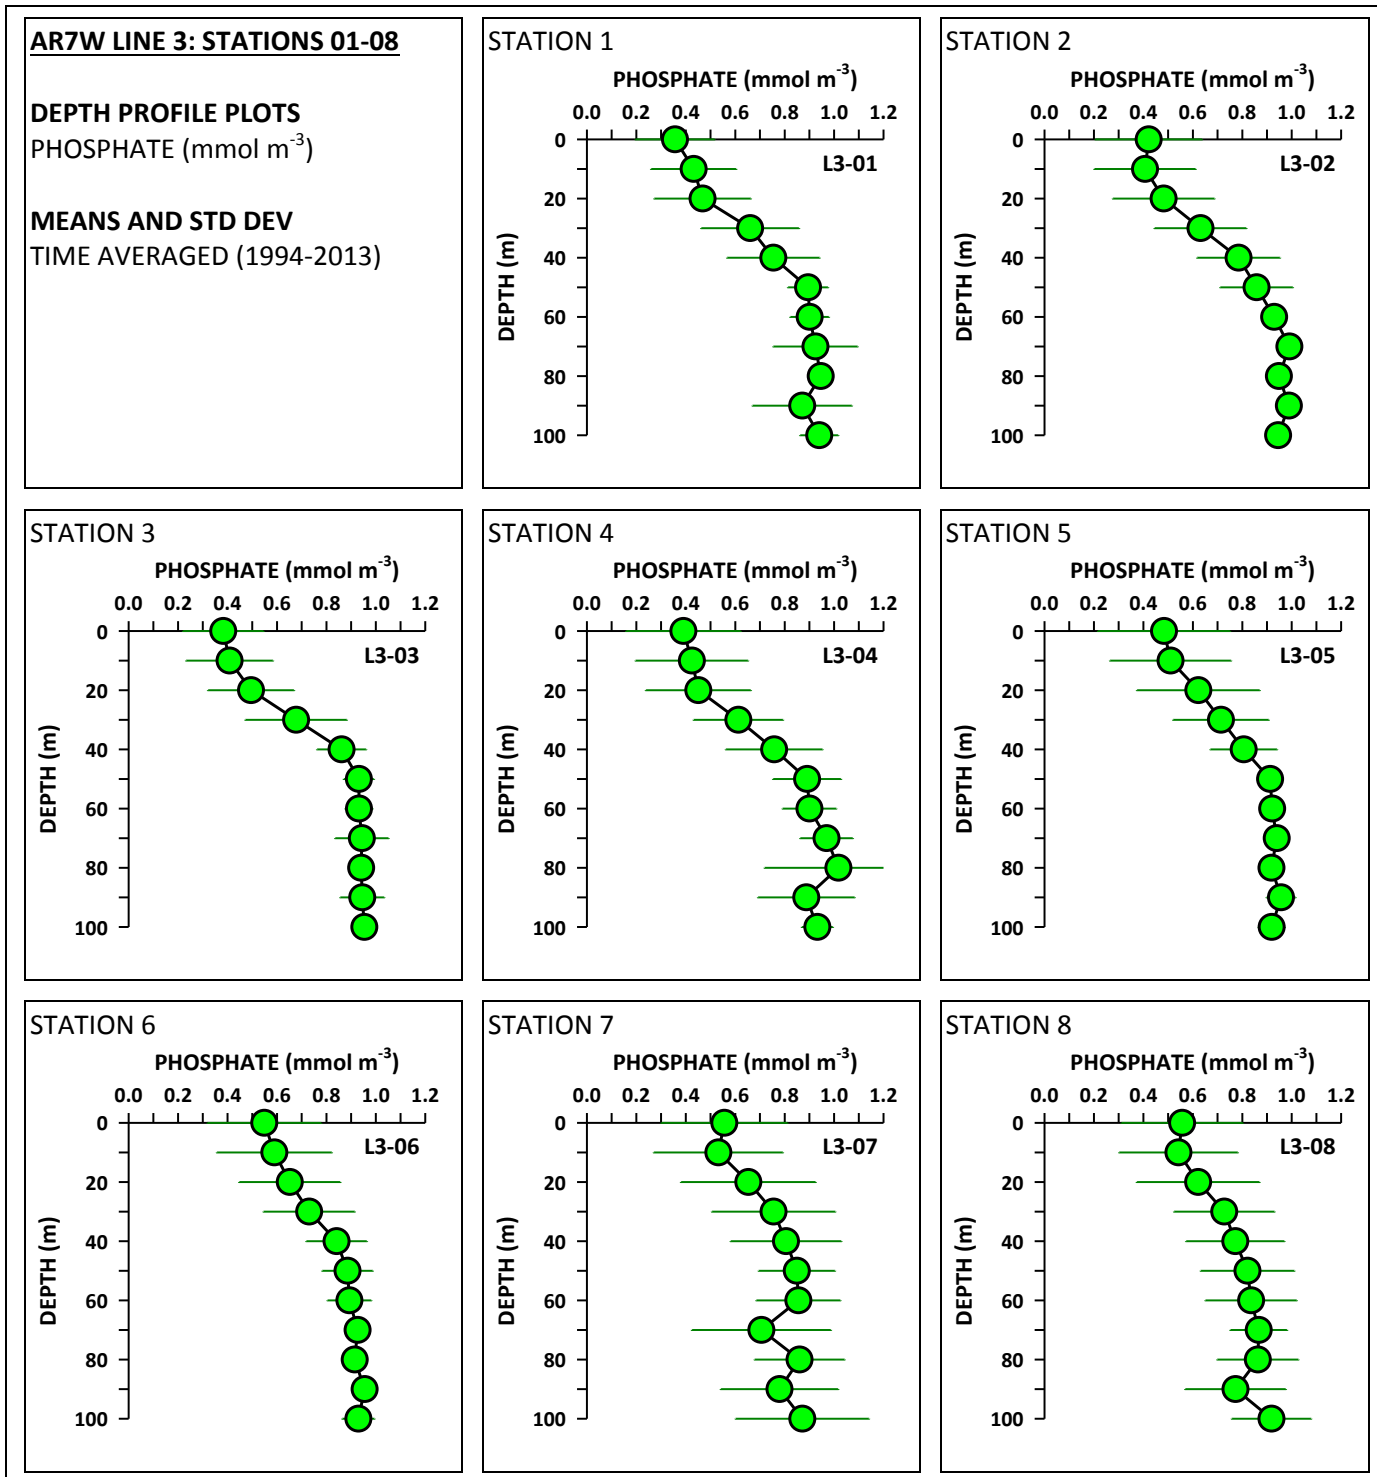 AR7W LINE 3: STATIONS 01-08
DEPTH PROFILE PLOTS
PHOSPHATE (mmol m-3)
MEANS AND STD DEV
TIME AVERAGED (1994-2013)
STATION 1
PHOSPHATE (mmol m-3)
0.0 0.2 0.4 0.6 0.8 1.0 1.2
L3-01
DEPTH (m)
0
20
40
60
80
100
STATION 2
PHOSPHATE (mmol m-3)
0.0 0.2 0.4 0.6 0.8 1.0 1.2
L3-02
DEPTH (m)
0
20
40
60
80
100
STATION 3
PHOSPHATE (mmol m-3)
0.0 0.2 0.4 0.6 0.8 1.0 1.2
L3-03
DEPTH (m)
0
20
40
60
80
100
STATION 4
PHOSPHATE (mmol m-3)
0.0 0.2 0.4 0.6 0.8 1.0 1.2
L3-04
DEPTH (m)
0
20
40
60
80
100
STATION 5
PHOSPHATE (mmol m-3)
0.0 0.2 0.4 0.6 0.8 1.0 1.2
L3-05
DEPTH (m)
0
20
40
60
80
100
STATION 6
PHOSPHATE (mmol m-3)
0.0 0.2 0.4 0.6 0.8 1.0 1.2
L3-06
DEPTH (m)
0
20
40
60
80
100
STATION 7
PHOSPHATE (mmol m-3)
0.0 0.2 0.4 0.6 0.8 1.0 1.2
L3-07
DEPTH (m)
0
20
40
60
80
100
STATION 8
PHOSPHATE (mmol m-3)
0.0 0.2 0.4 0.6 0.8 1.0 1.2
L3-08
DEPTH (m)
0
20
40
60
80
100